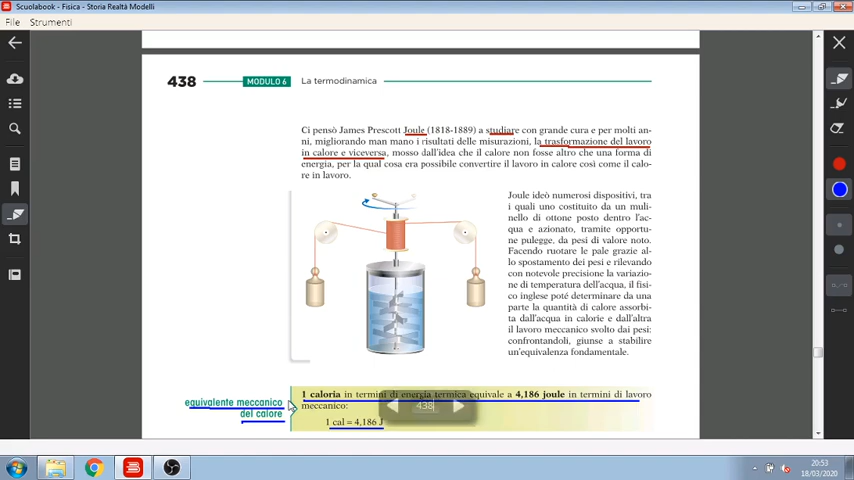 Scuolabook - Fisica - Storia Realtà Modelli
File Strumenti
438 MODULO 6 La termodinamica
Ci pensò James Prescott Joule (1818-1889) a studiare con grande cura e per molti an-
ni, migliorando man mano i risultati delle misurazioni, la trasformazione del lavoro
in calore e viceversa, mosso dall'idea che il calore non fosse altro che una forma di
energia, per la qual cosa era possibile convertire il lavoro in calore così come il calo-
re in lavoro.
Joule ideò numerosi dispositivi, tra
i quali uno costituito da un muli-
nello di ottone posto dentro l'ac-
qua e azionato, tramite opportu-
ne pulegge, da pesi di valore noto.
Facendo ruotare le pale grazie al-
lo spostamento dei pesi e rilevando
con notevole precisione la variazio-
ne di temperatura dell'acqua, il fisi-
co inglese poté determinare da una
parte la quantità di calore assorbi-
ta dall'acqua in calorie e dall'altra
il lavoro meccanico svolto dai pesi:
confrontandoli, giunse a stabilire
un'equivalenza fondamentale.
equivalente meccanico
del calore
1 caloria in termini di energia termica equivale a 4,186 joule in termini di lavoro
meccanico:
1 cal = 4,186 J
438
20:53
18/03/2020